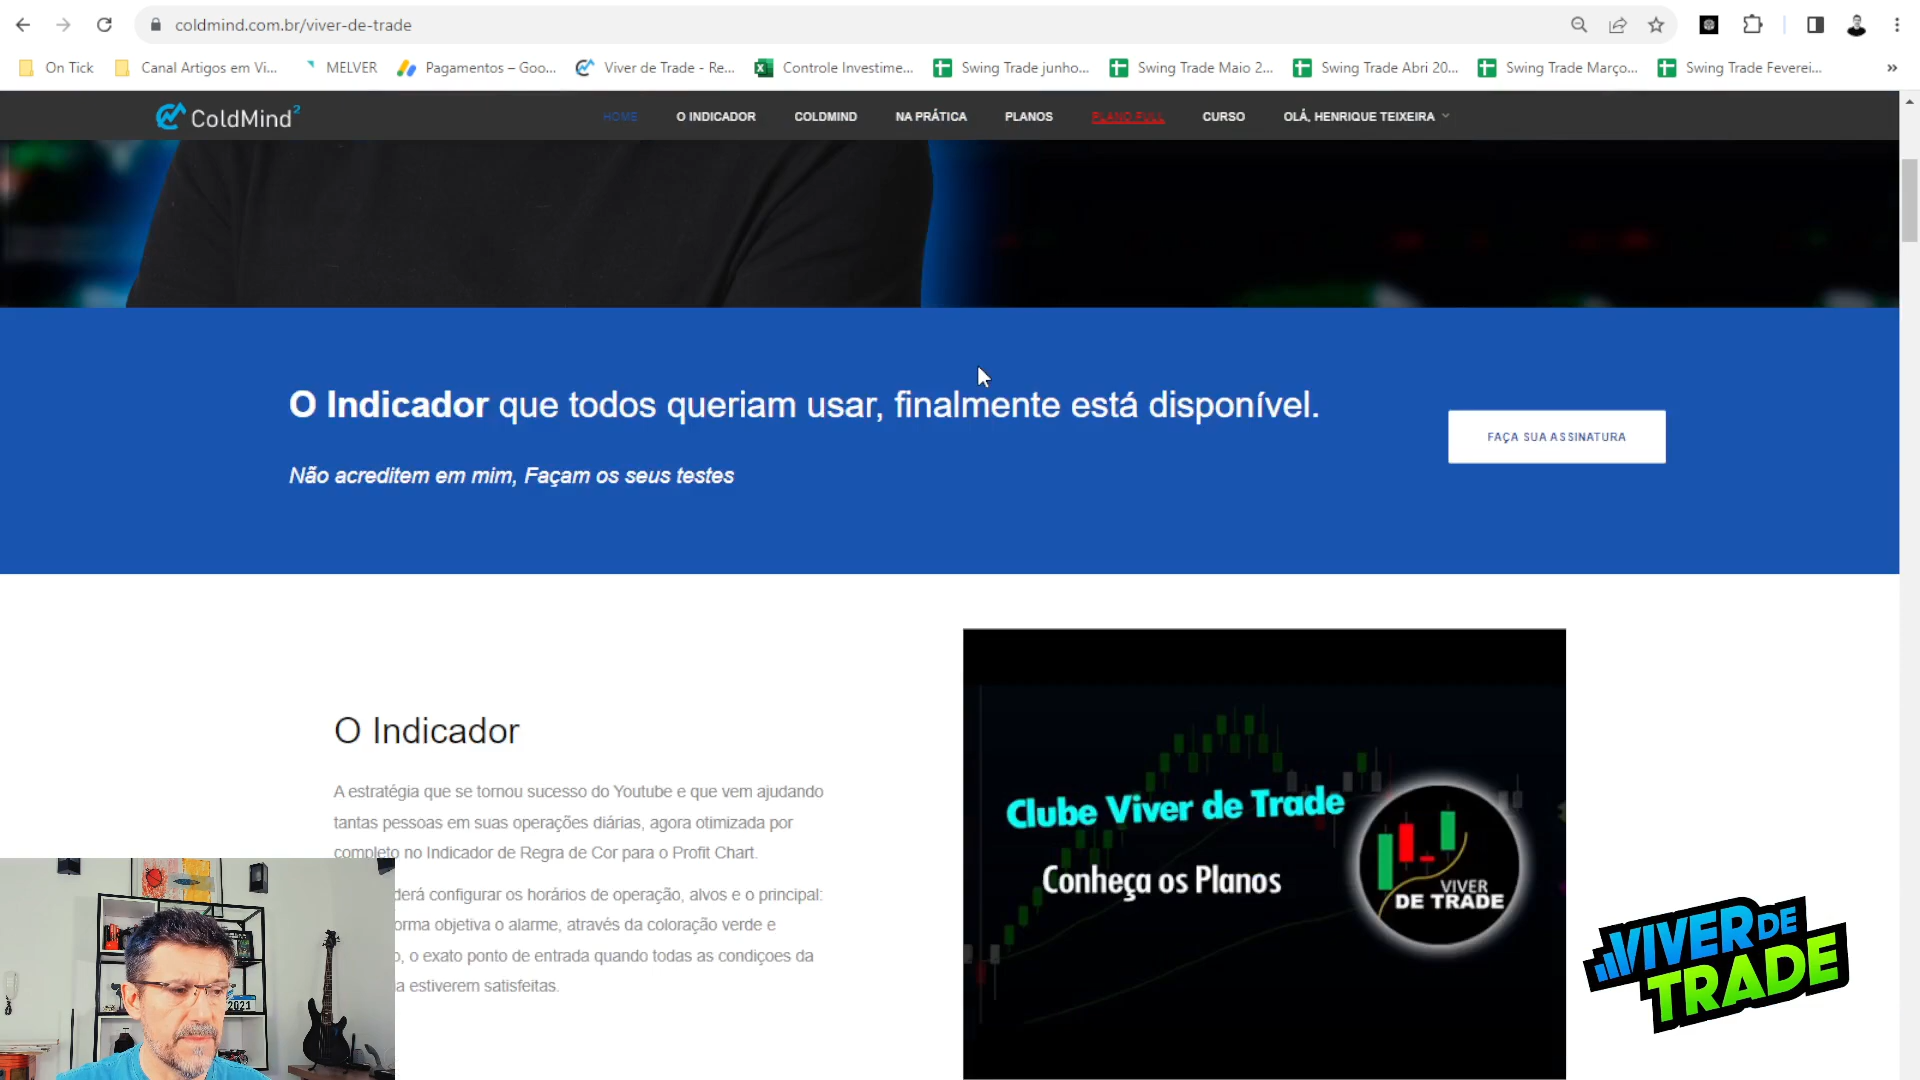 coldmind.com.br/viver-de-trade
On Tick
Canal Artigos em Vi...
MELVER
Pagamentos – Goo...
Viver de Trade - Re...
Controle Investime...
Swing Trade junho...
Swing Trade Maio 2...
Swing Trade Abri 20...
Swing Trade Março...
Swing Trade Feverei...
ColdMind²
HOME
O INDICADOR
COLDMIND
NA PRÁTICA
PLANOS
PLANO FULL
CURSO
OLÁ, HENRIQUE TEIXEIRA
O Indicador que todos queriam usar, finalmente está disponível.
FAÇA SUA ASSINATURA
Não acreditem em mim, Façam os seus testes
O Indicador
A estratégia que se tornou sucesso do Youtube e que vem ajudando
tantas pessoas em suas operações diárias, agora otimizada por
completo no Indicador de Regra de Cor para o Profit Chart.
derá configurar os horários de operação, alvos e o principal:
orma objetiva o alarme, através da coloração verde e
o, o exato ponto de entrada quando todas as condiçoes da
a estiverem satisfeitas.
Clube Viver de Trade
Conheça os Planos
VIVER
DE TRADE
VIVER DE
TRADE
2021